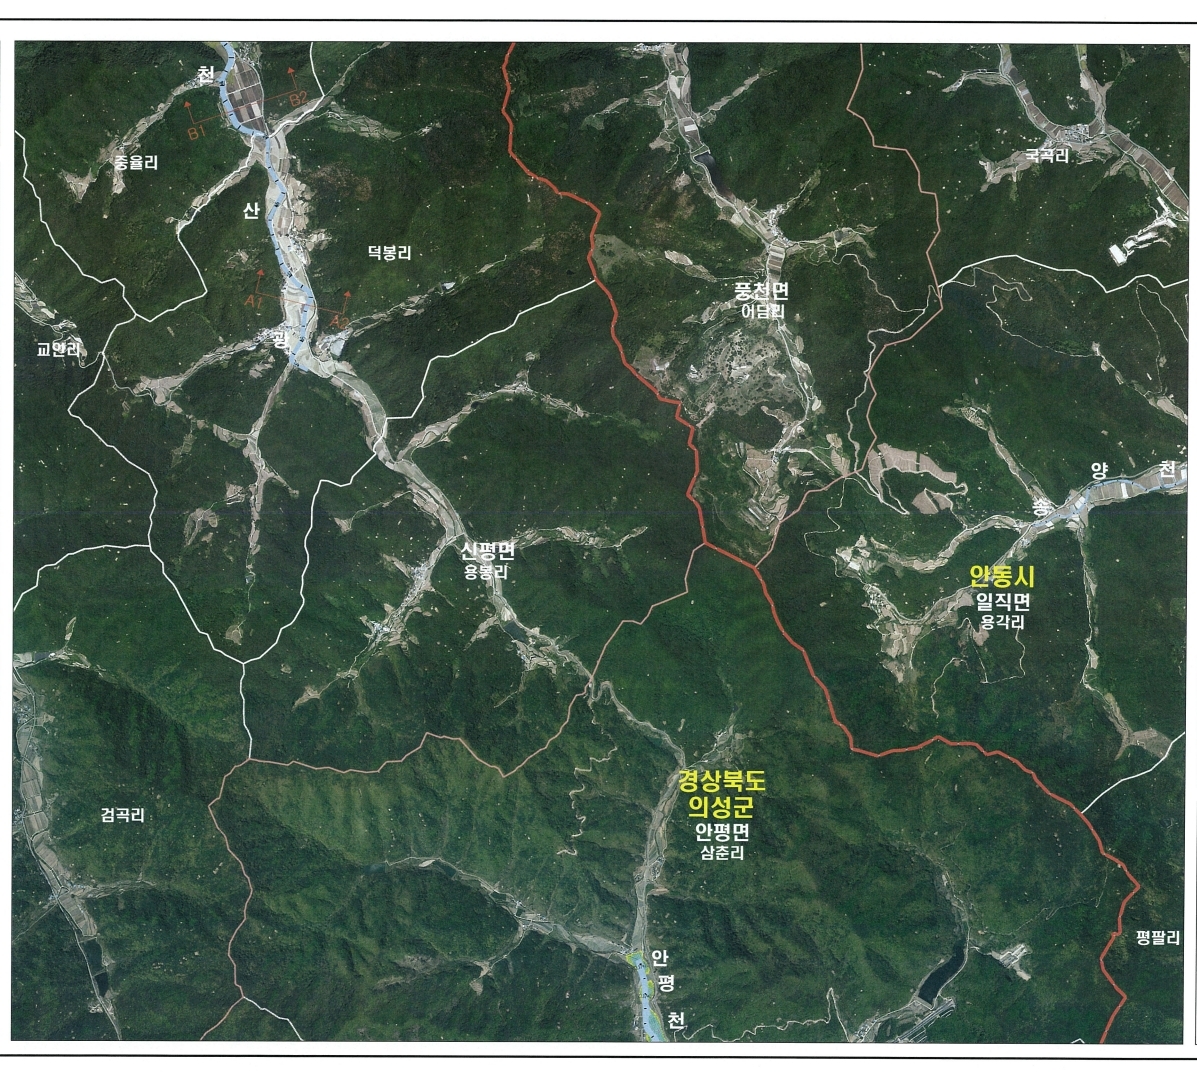 천
B2
B1
중율리
국곡리
산
덕봉리
풍천면
어담리
A1
A2
광
교안리
양
천
송
신평면
용봉리
안동시
일직면
용각리
경상북도
의성군
안평면
삼춘리
검곡리
평팔리
안
평
천